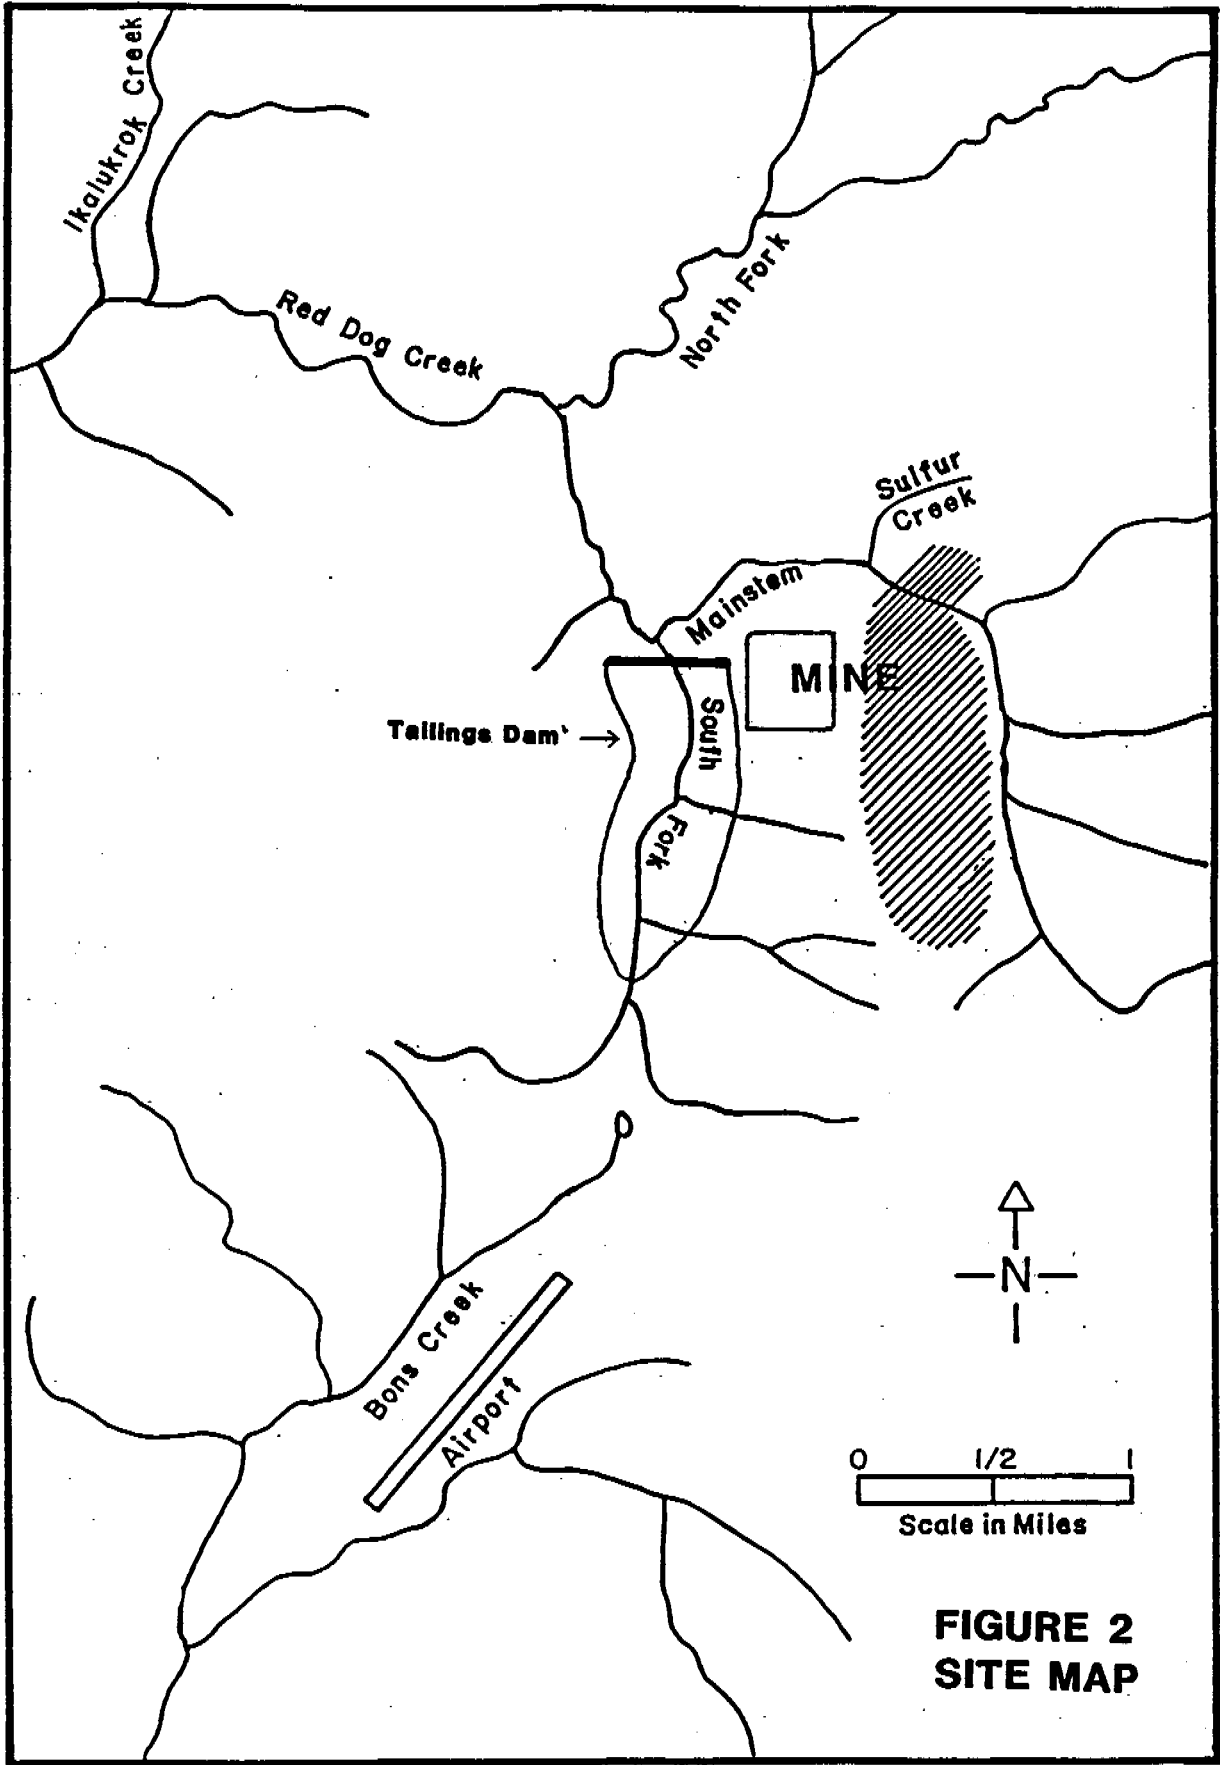 Ikalukrok Creek
Red Dog Creek
North Fork
Sulfur
Creek
Mainstem
MINE
Tailings Dam
South
Fork
N
Bons Creek
Airport
0 1/2 1
Scale in Miles
FIGURE 2
SITE MAP